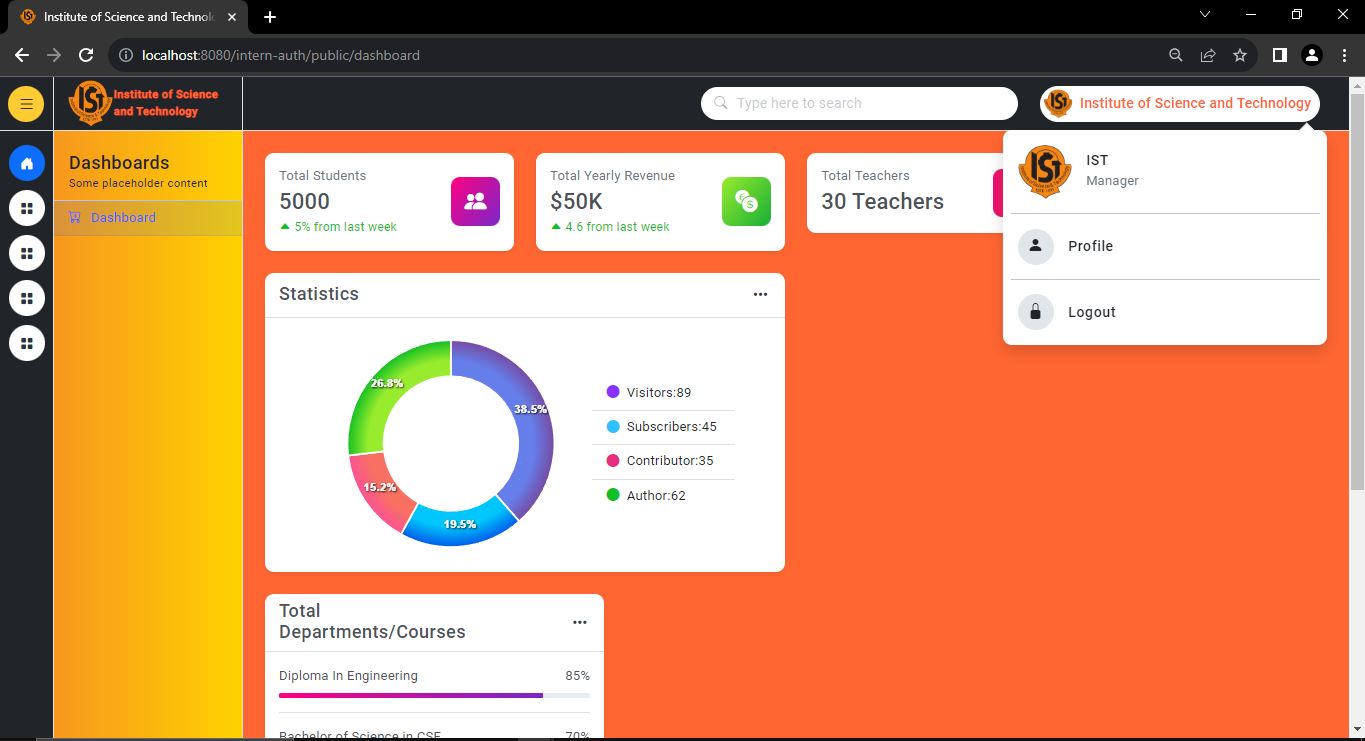 Institute of Science and Technol
localhost:8080/intern-auth/public/dashboard
IST
Institute of Science
and Technology
Type here to search
IST
Institute of Science and Technology
Dashboards
Some placeholder content
Dashboard
Total Students
5000
5% from last week
Total Yearly Revenue
$50K
4.6 from last week
Total Teachers
30 Teachers
IST
IST
Manager
Profile
Logout
Statistics
26.8%
38.5%
15.2%
19.5%
Visitors:89
Subscribers:45
Contributor:35
Author:62
Total
Departments/Courses
Diploma In Engineering 85%
Bachelor of Science in CSE 70%